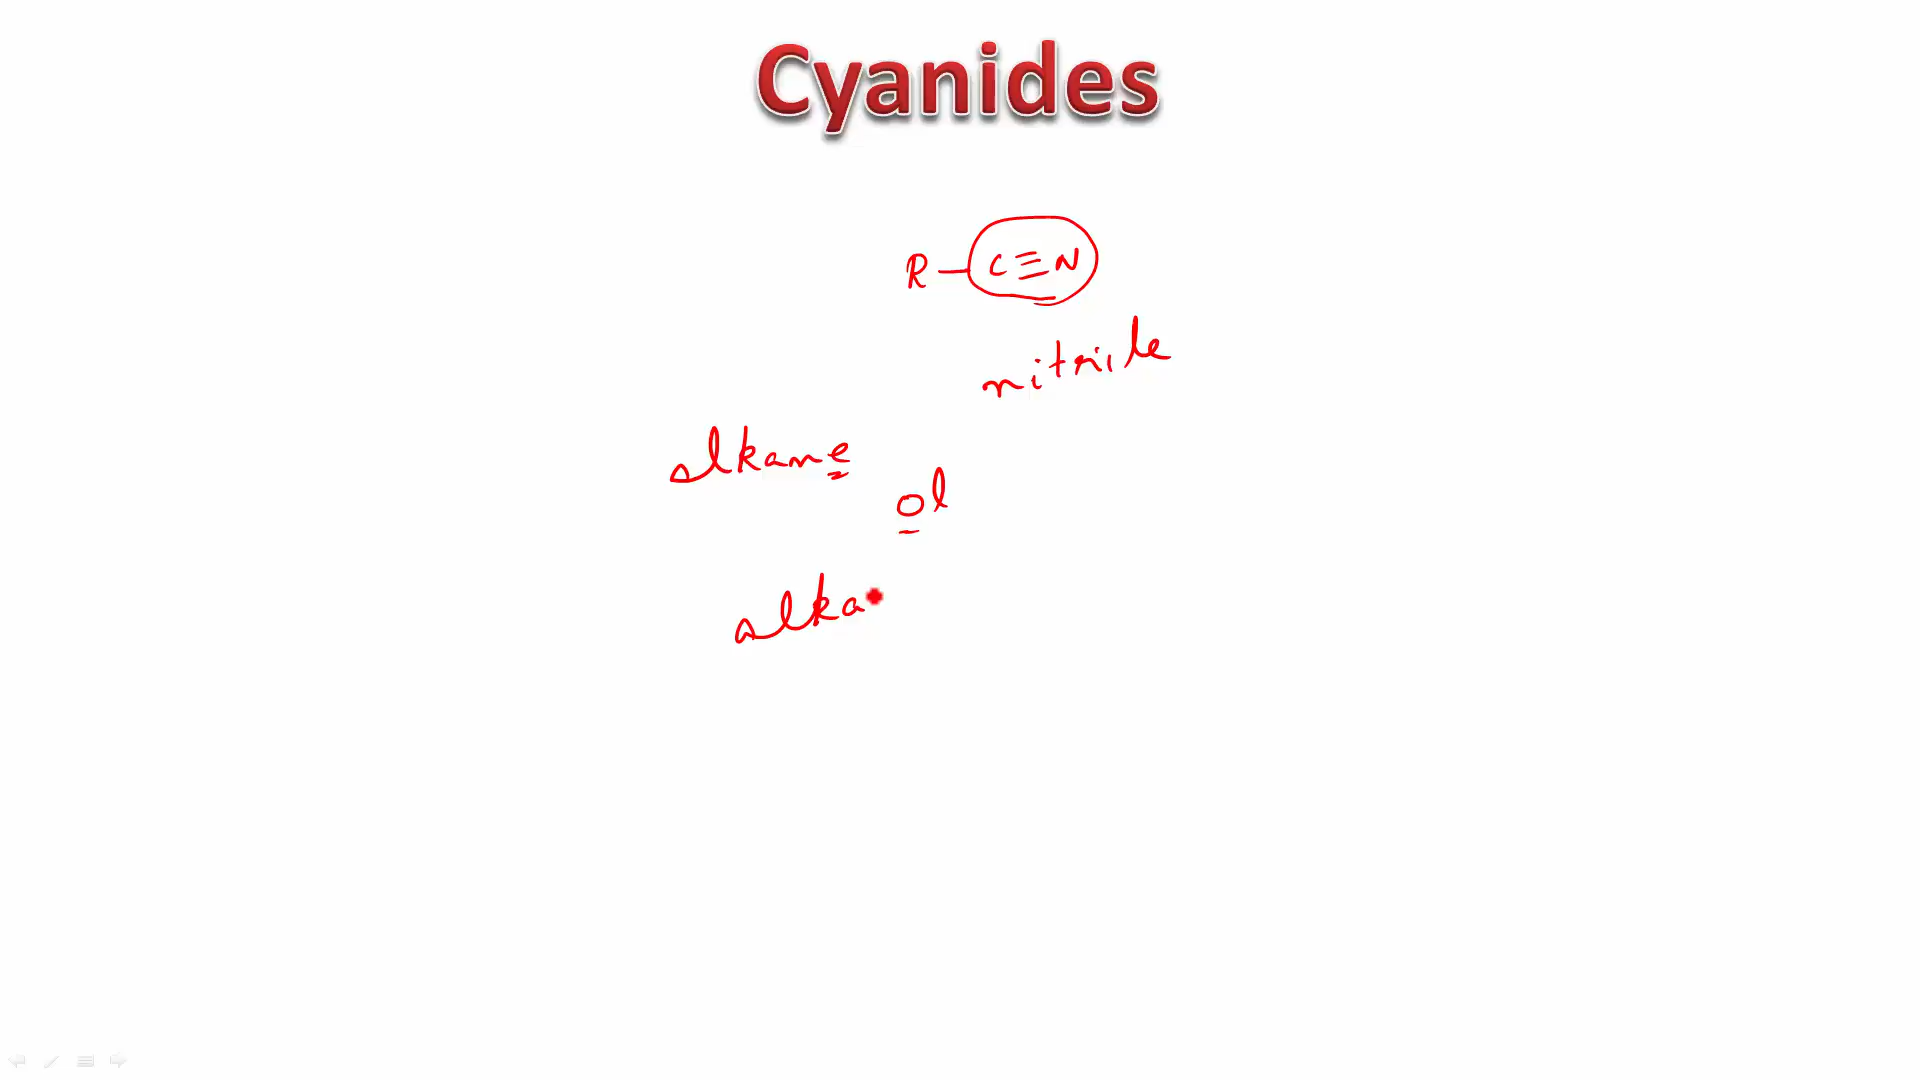 Cyanides
R-C≡N
nitrile
alkane
ol
alka